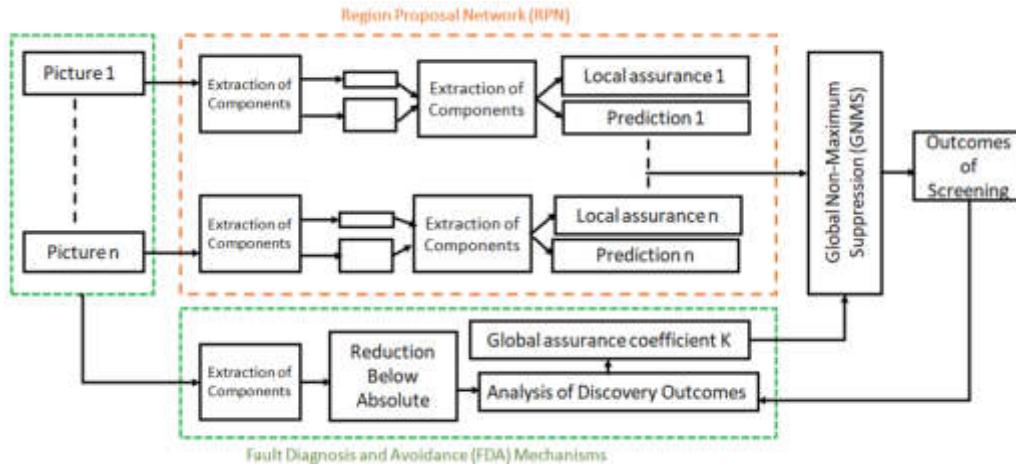 Region Proposal Network (RPN)
Picture 1
Extraction of
Components
Extraction of
Components
Local assurance 1
Prediction 1
Picture n
Extraction of
Components
Extraction of
Components
Local assurance n
Prediction n
Global Non-Maximum
Suppression (GNMS)
Outcomes
of
Screening
Extraction of
Components
Reduction
Below
Absolute
Global assurance coefficient K
Analysis of Discovery Outcomes
Fault Diagnosis and Avoidance (FDA) Mechanisms